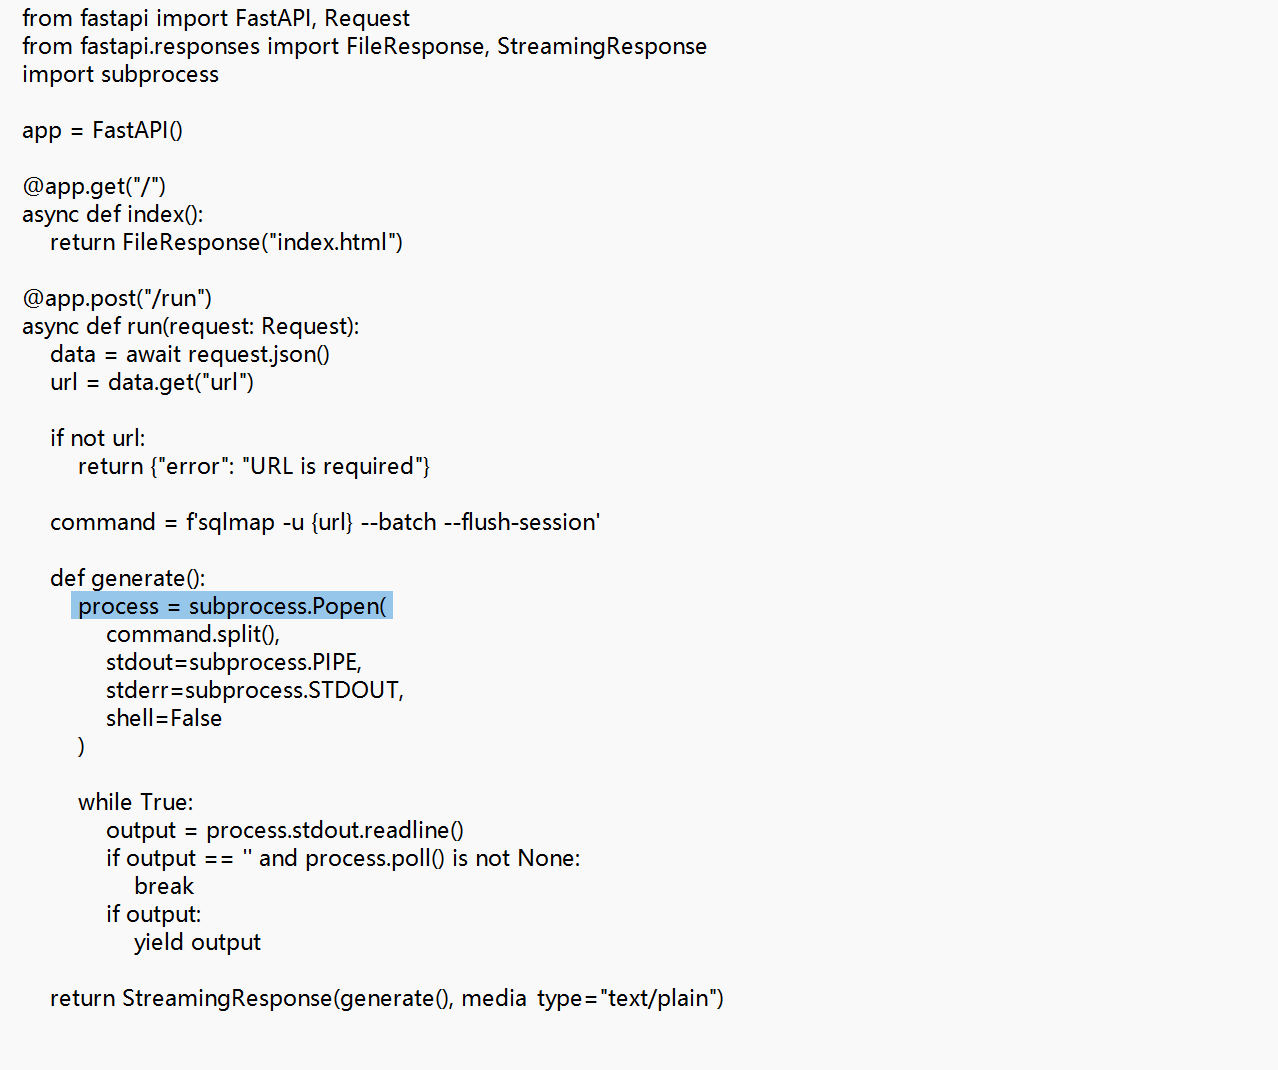 from fastapi import FastAPI, Request
from fastapi.responses import FileResponse, StreamingResponse
import subprocess

app = FastAPI()

@app.get("/")
async def index():
    return FileResponse("index.html")

@app.post("/run")
async def run(request: Request):
    data = await request.json()
    url = data.get("url")

    if not url:
        return {"error": "URL is required"}

    command = f'sqlmap -u {url} --batch --flush-session'

    def generate():
        process = subprocess.Popen(
            command.split(),
            stdout=subprocess.PIPE,
            stderr=subprocess.STDOUT,
            shell=False
        )

        while True:
            output = process.stdout.readline()
            if output == '' and process.poll() is not None:
                break
            if output:
                yield output

    return StreamingResponse(generate(), media type="text/plain")